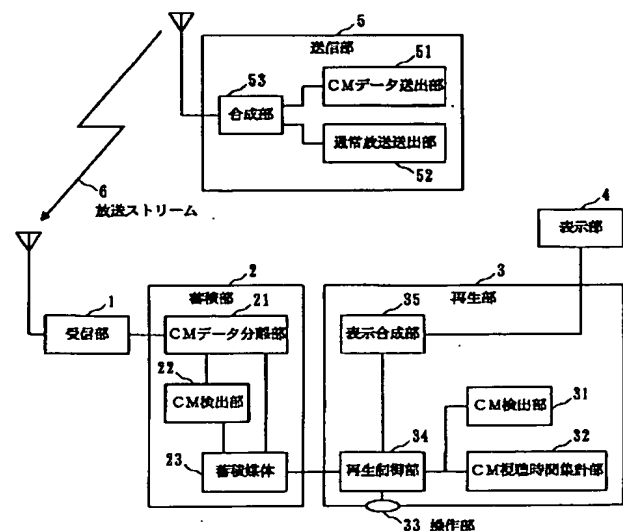 5
送信部
51
CMデータ送出部
53
合成部
通常放送送出部
52
6
放送ストリーム
4
表示部
2
蓄積部
3
再生部
1
受信部
21
CMデータ分離部
35
表示合成部
22
CM検出部
CM検出部
31
23
蓄積媒体
34
再生制御部
32
CM視聴時間集計部
33
操作部